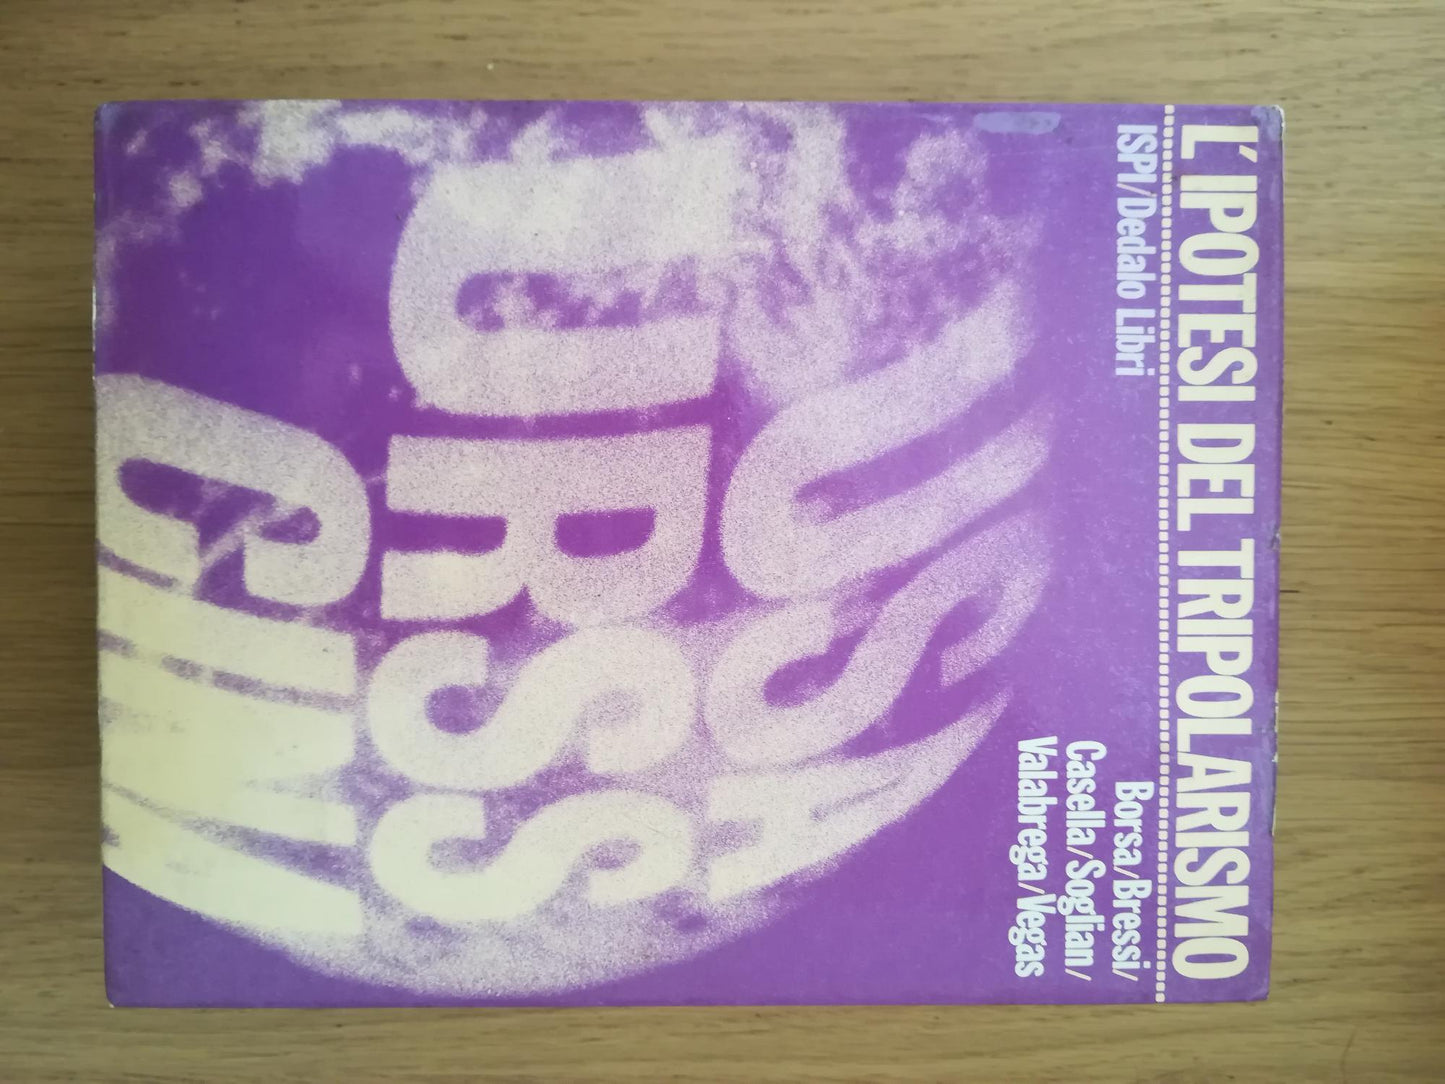 L'IPOTESI DEL TRIPOLARISMO
ISPI/Dedalo Libri
Borsa/Bressi/
Casella/Soglian/
Valabrega/Vegas
USA
URSS
CINA